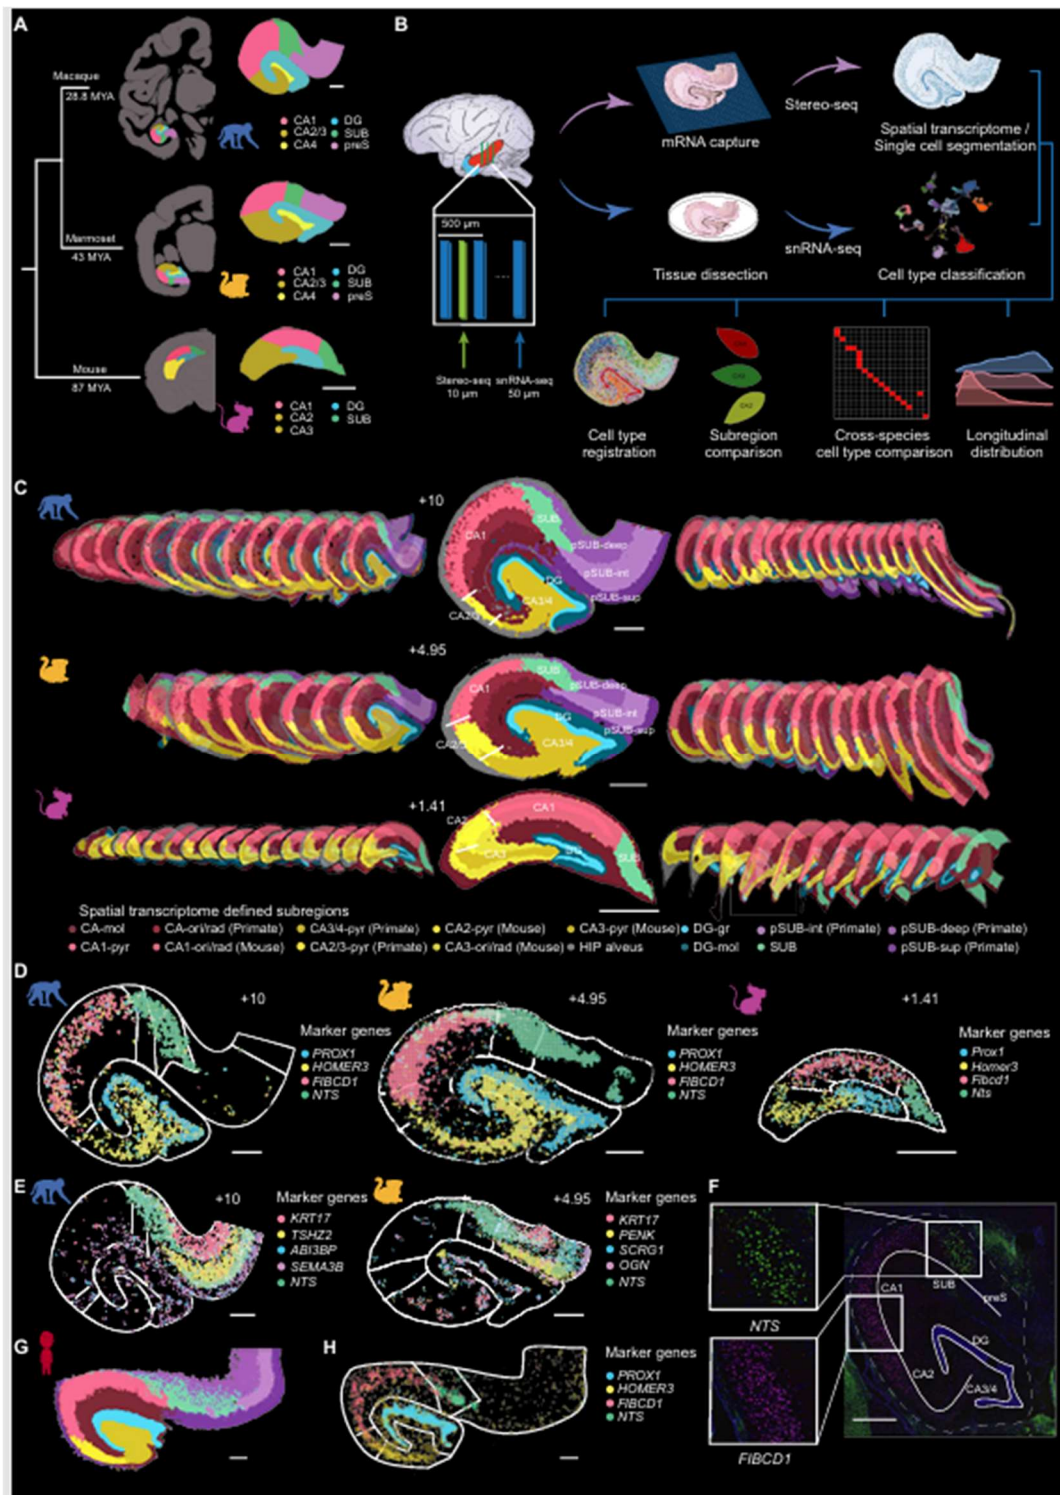 A
Macaque
28.8 MYA
CA1
DG
CA2/3
SUB
CA4
preS
Marmoset
43 MYA
CA1
DG
CA2/3
SUB
CA4
preS
Mouse
87 MYA
CA1
DG
CA2
SUB
CA3
B
500 µm
Stereo-seq
10 µm
snRNA-seq
50 µm
mRNA capture
Stereo-seq
Spatial transcriptome /
Single cell segmentation
Tissue dissection
snRNA-seq
Cell type classification
Cell type
registration
Subregion
comparison
Cross-species
cell type comparison
Longitudinal
distribution
C
+10
SUB
CA1
pSUB-deep
DG
pSUB-int
CA3/4
pSUB-sup
CA2/3
+4.95
SUB
CA1
pSUB-deep
DG
pSUB-int
pSUB-sup
CA2/3
CA3/4
+1.41
CA1
CA2
CA3
DG
SUB
Spatial transcriptome defined subregions
CA-mol
CA-ori/rad (Primate)
CA3/4-pyr (Primate)
CA2-pyr (Mouse)
CA3-pyr (Mouse)
DG-gr
pSUB-int (Primate)
pSUB-deep (Primate)
CA1-pyr
CA1-ori/rad (Mouse)
CA2/3-pyr (Primate)
CA3-ori/rad (Mouse)
HIP alveus
DG-mol
SUB
pSUB-sup (Primate)
D
+10
Marker genes
PROX1
HOMER3
FIBCD1
NTS
+4.95
Marker genes
PROX1
HOMER3
FIBCD1
NTS
+1.41
Marker genes
Prox1
Homer3
Fibcd1
Nts
E
+10
Marker genes
KRT17
TSHZ2
ABI3BP
SEMA3B
NTS
+4.95
Marker genes
KRT17
PENK
SCRG1
OGN
NTS
F
NTS
FIBCD1
CA1
SUB
preS
DG
CA2
CA3/4
G
H
Marker genes
PROX1
HOMER3
FIBCD1
NTS